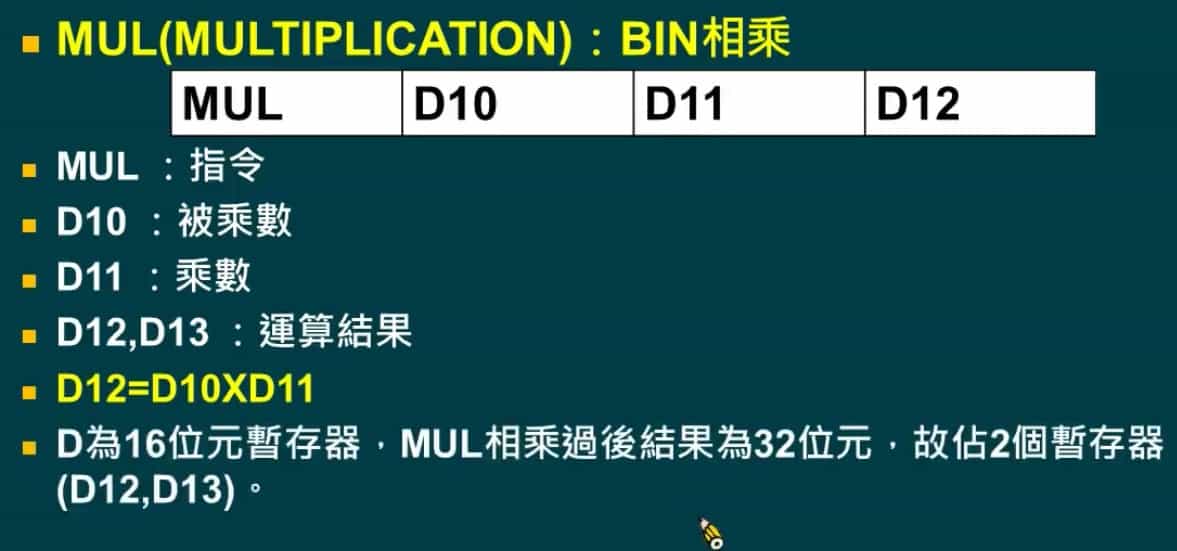 MUL(MULTIPLICATION)：BIN相乘
MUL D10 D11 D12
MUL ：指令
D10 ：被乘數
D11 ：乘數
D12,D13 ：運算結果
D12=D10XD11
D為16位元暫存器，MUL相乘過後結果為32位元，故佔2個暫存器
(D12,D13)。